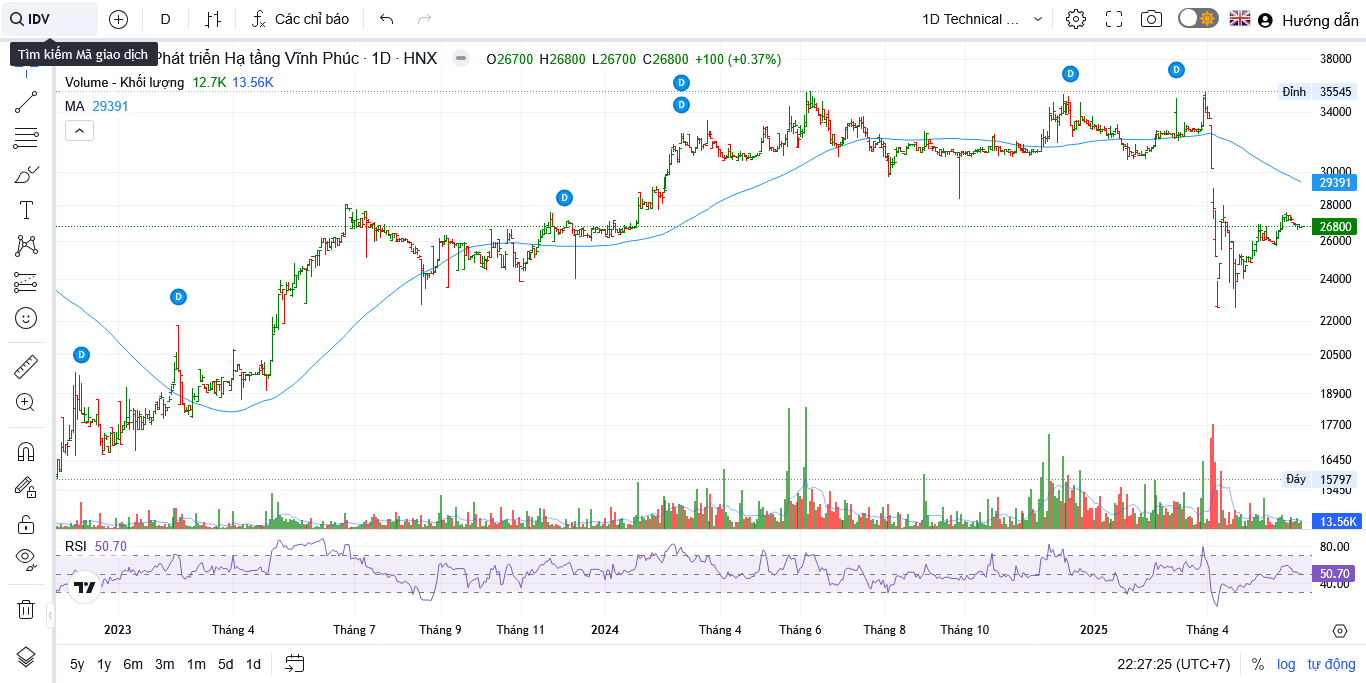 IDV D Các chỉ báo 1D Technical ... Hướng dẫn
Tìm kiếm Mã giao dịch
Phát triển Hạ tầng Vĩnh Phúc · 1D · HNX O26700 H26800 L26700 C26800 +100 (+0.37%)
Volume - Khối lượng 12.7K 13.56K
MA 29391
D
D
D
D
D
D
D
38000
Đỉnh 35545
34000
30000
29391
28000
26800
26000
24000
22000
20500
18900
17700
16450
Đáy 15797
15450
13.56K
RSI 50.70
80.00
50.70
40.00
2023 Tháng 4 Tháng 7 Tháng 9 Tháng 11 2024 Tháng 4 Tháng 6 Tháng 8 Tháng 10 2025 Tháng 4
5y 1y 6m 3m 1m 5d 1d 22:27:25 (UTC+7) % log tự động